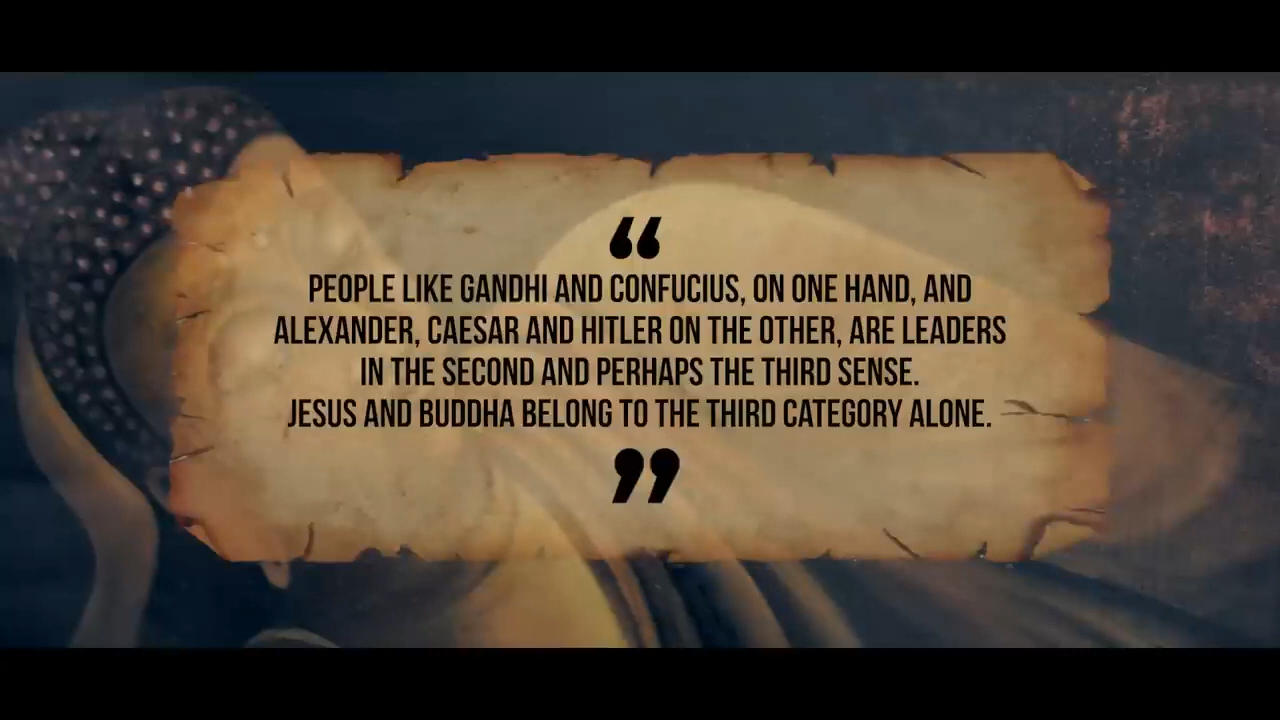 “
PEOPLE LIKE GANDHI AND CONFUCIUS, ON ONE HAND, AND
ALEXANDER, CAESAR AND HITLER ON THE OTHER, ARE LEADERS
IN THE SECOND AND PERHAPS THE THIRD SENSE.
JESUS AND BUDDHA BELONG TO THE THIRD CATEGORY ALONE.
”